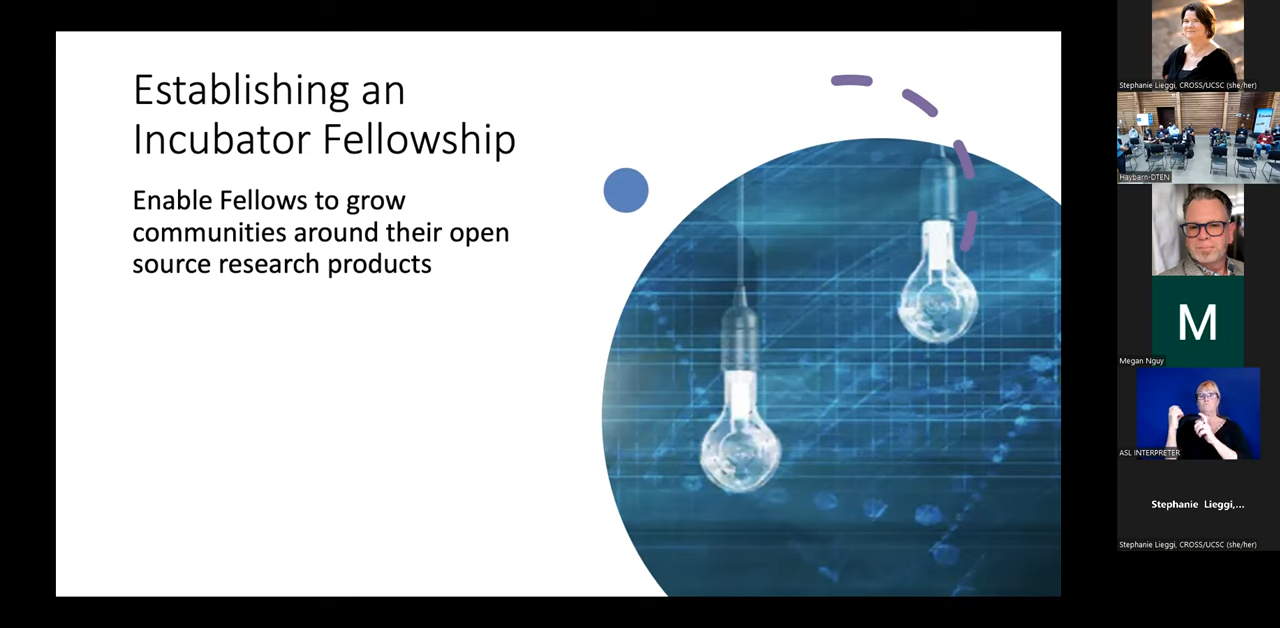 Establishing an
Incubator Fellowship
Enable Fellows to grow
communities around their open
source research products
Stephanie Lieggi, CROSS/UCSC (she/her)
Haybarn-DTEN
M
Megan Nguy
ASL INTERPRETER
Stephanie Lieggi,...
Stephanie Lieggi, CROSS/UCSC (she/her)